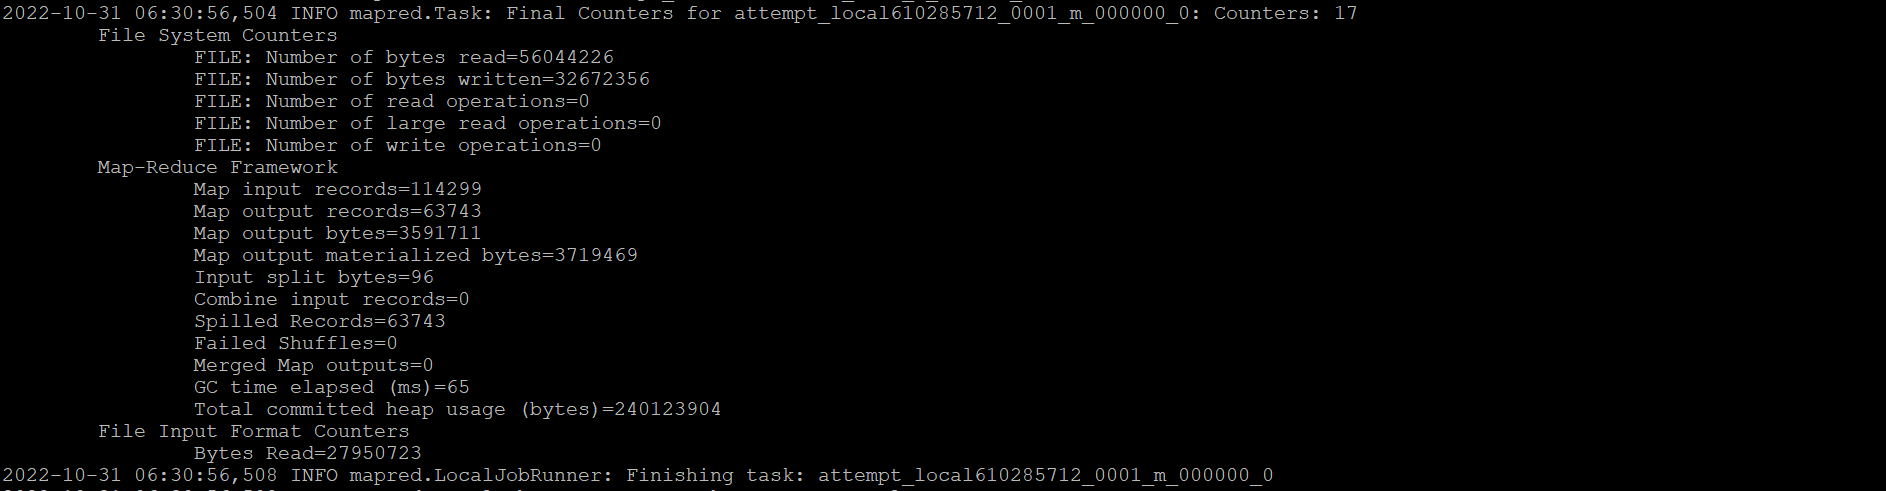 2022-10-31 06:30:56,504 INFO mapred.Task: Final Counters for attempt_local610285712_0001_m_000000_0: Counters: 17
File System Counters
FILE: Number of bytes read=56044226
FILE: Number of bytes written=32672356
FILE: Number of read operations=0
FILE: Number of large read operations=0
FILE: Number of write operations=0
Map-Reduce Framework
Map input records=114299
Map output records=63743
Map output bytes=3591711
Map output materialized bytes=3719469
Input split bytes=96
Combine input records=0
Spilled Records=63743
Failed Shuffles=0
Merged Map outputs=0
GC time elapsed (ms)=65
Total committed heap usage (bytes)=240123904
File Input Format Counters
Bytes Read=27950723
2022-10-31 06:30:56,508 INFO mapred.LocalJobRunner: Finishing task: attempt_local610285712_0001_m_000000_0